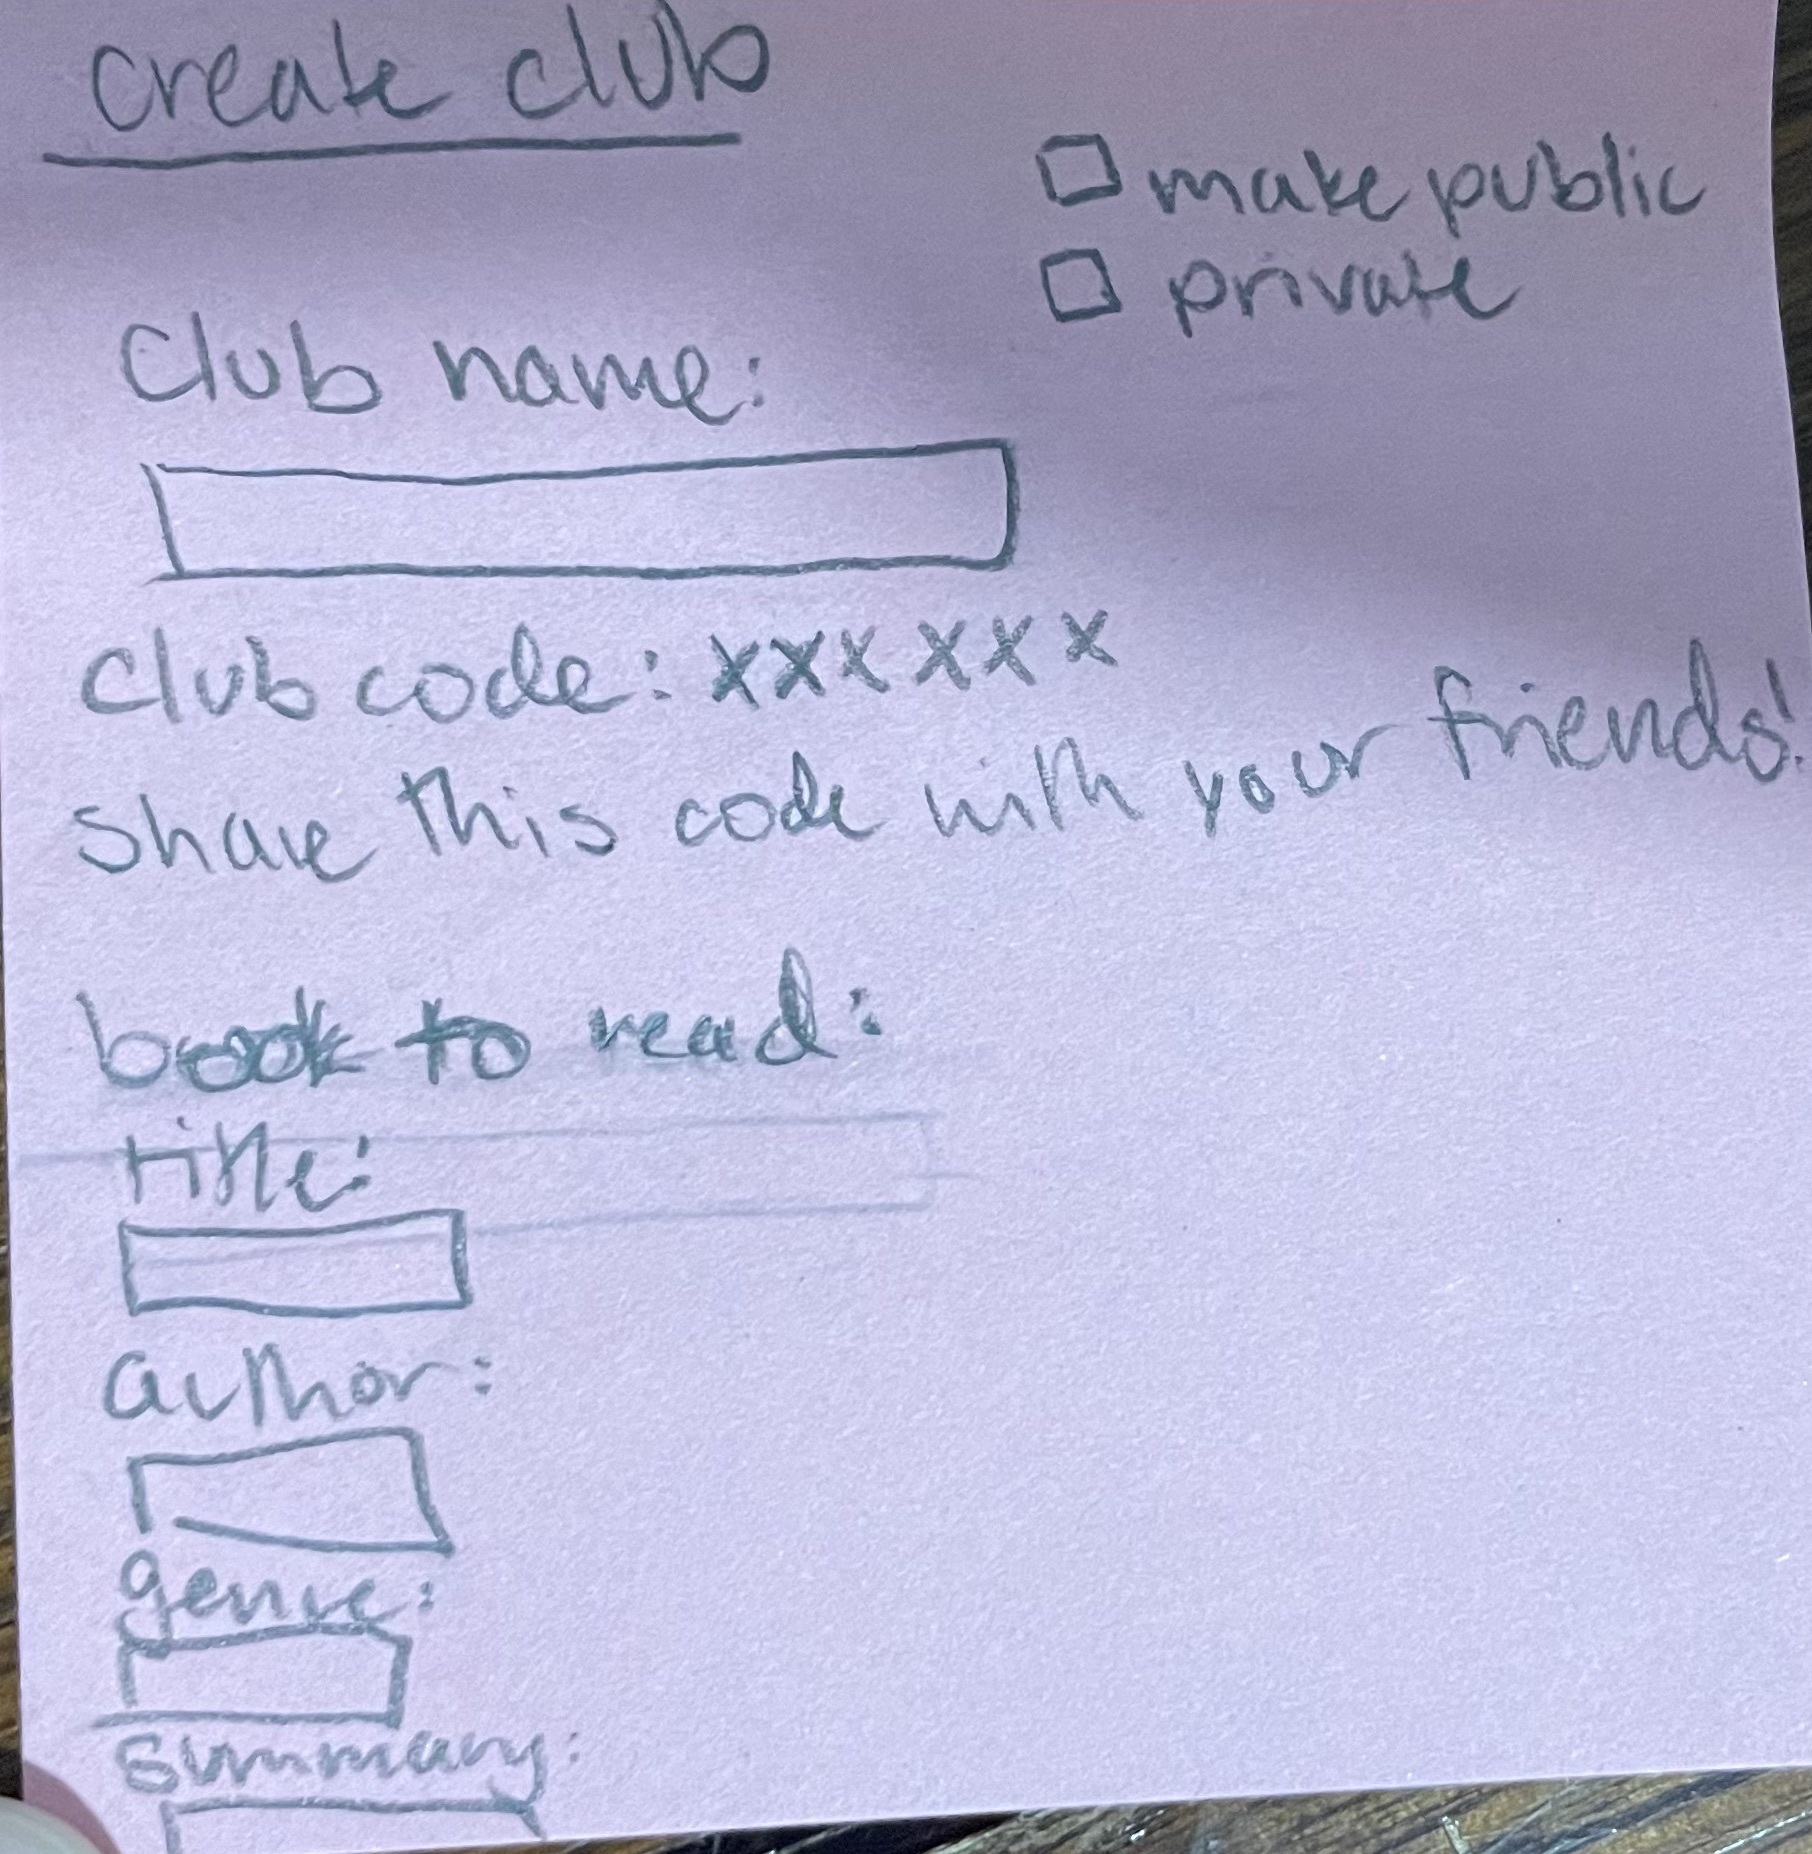 create club
make public
private
Club name:
club code: xxxxxx
share this code with your friends!
book to read:
title:
author:
genre:
summary: